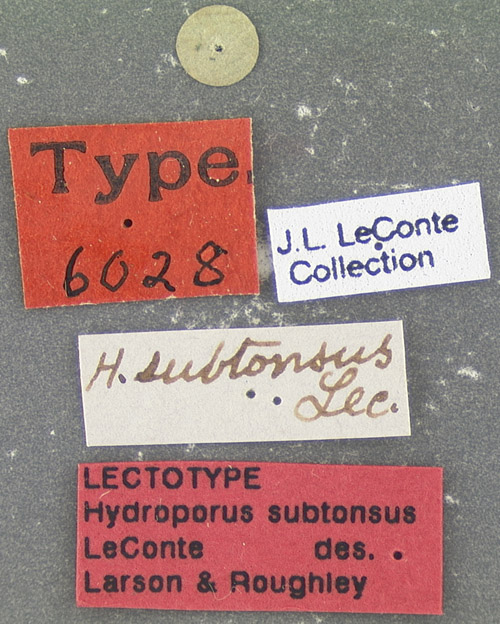 Type.
6028
J.L. LeConte
Collection
H. subtonsus
Lec.
LECTOTYPE
Hydroporus subtonsus
LeConte des.
Larson & Roughley